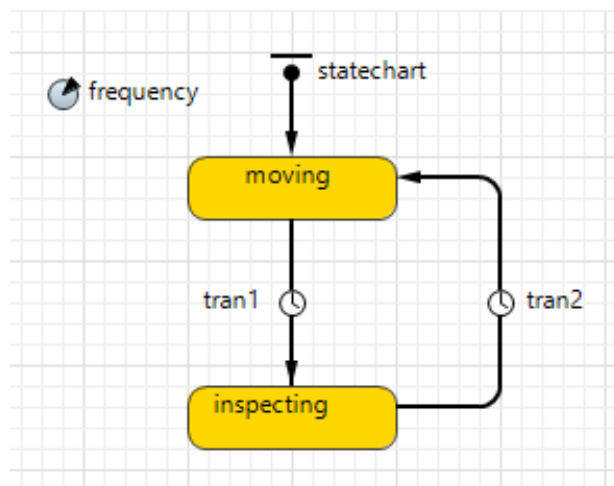 statechart
frequency
moving
tran1
tran2
inspecting